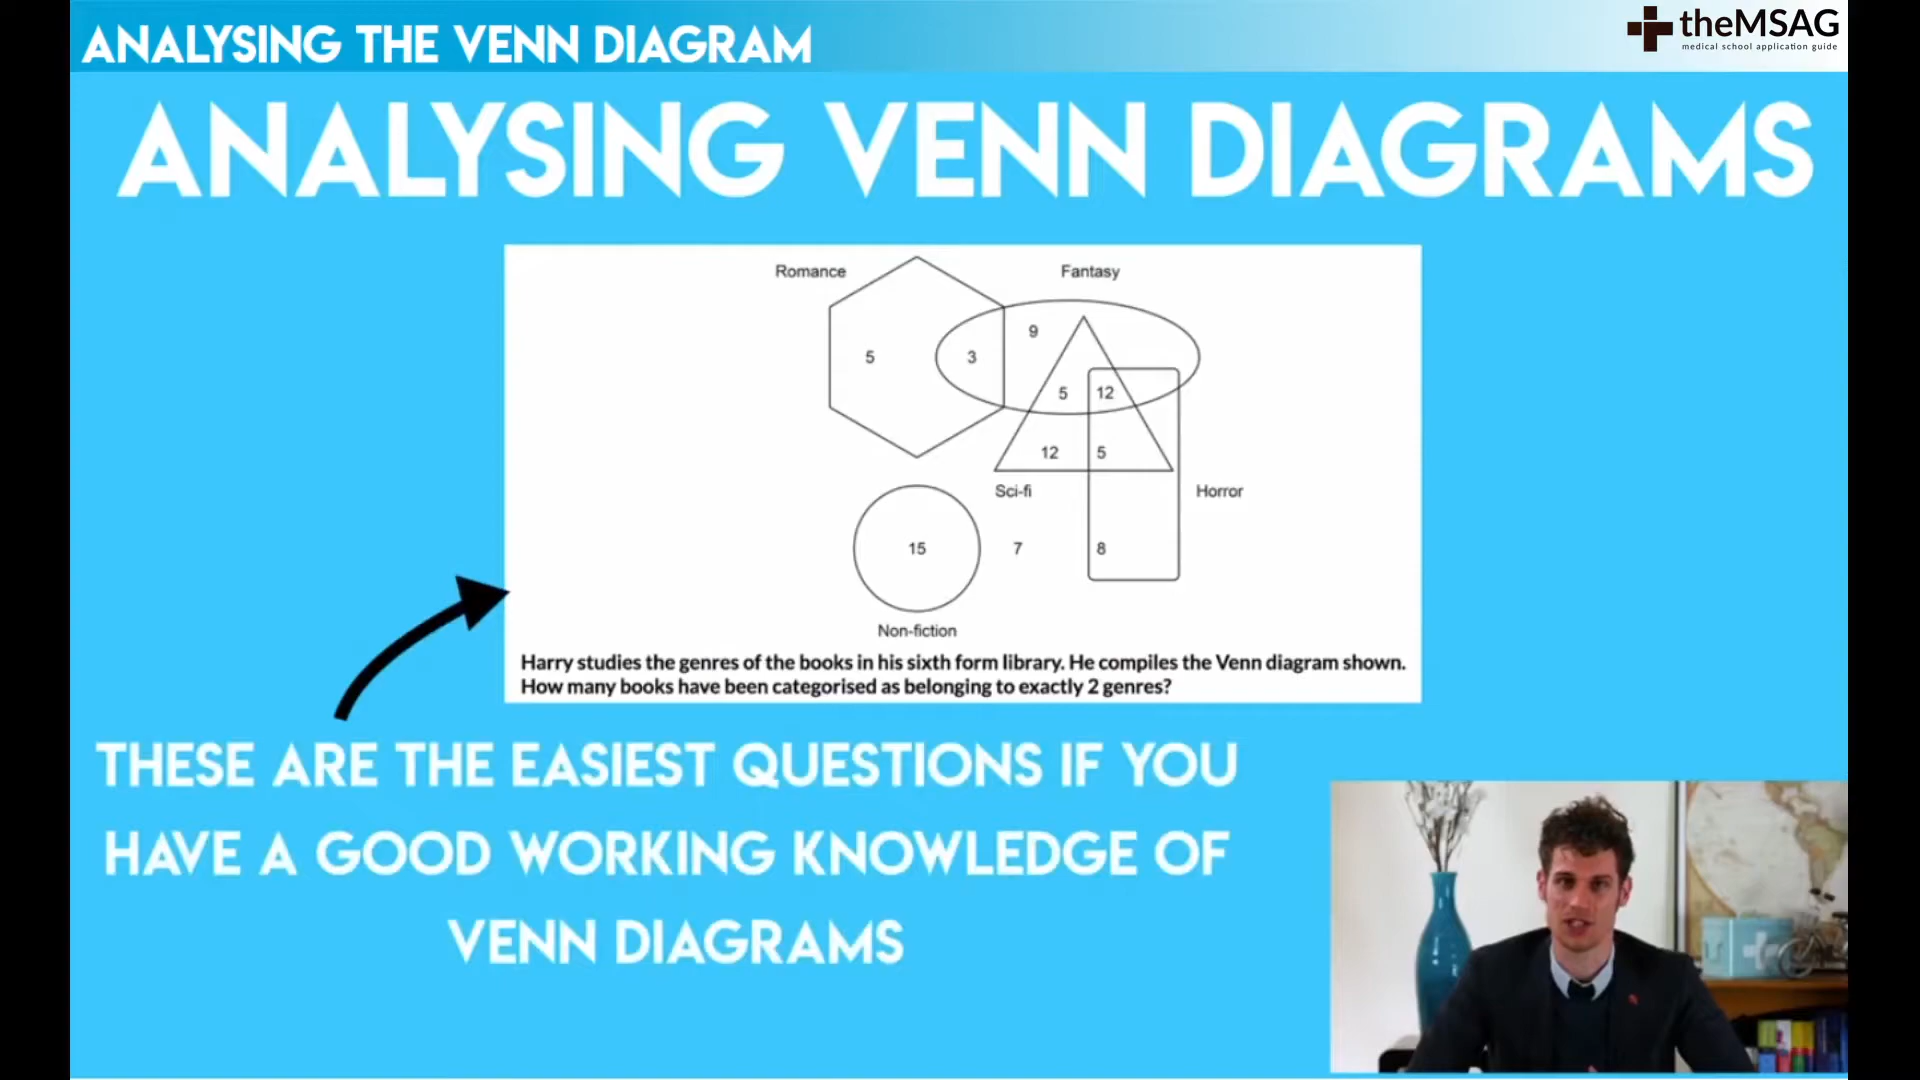 ANALYSING THE VENN DIAGRAM
theMSAG
medical school application guide
ANALYSING VENN DIAGRAMS
Romance
Fantasy
9
5
3
5
12
12
5
Sci-fi
Horror
15
7
8
Non-fiction
Harry studies the genres of the books in his sixth form library. He compiles the Venn diagram shown.
How many books have been categorised as belonging to exactly 2 genres?
THESE ARE THE EASIEST QUESTIONS IF YOU
HAVE A GOOD WORKING KNOWLEDGE OF
VENN DIAGRAMS